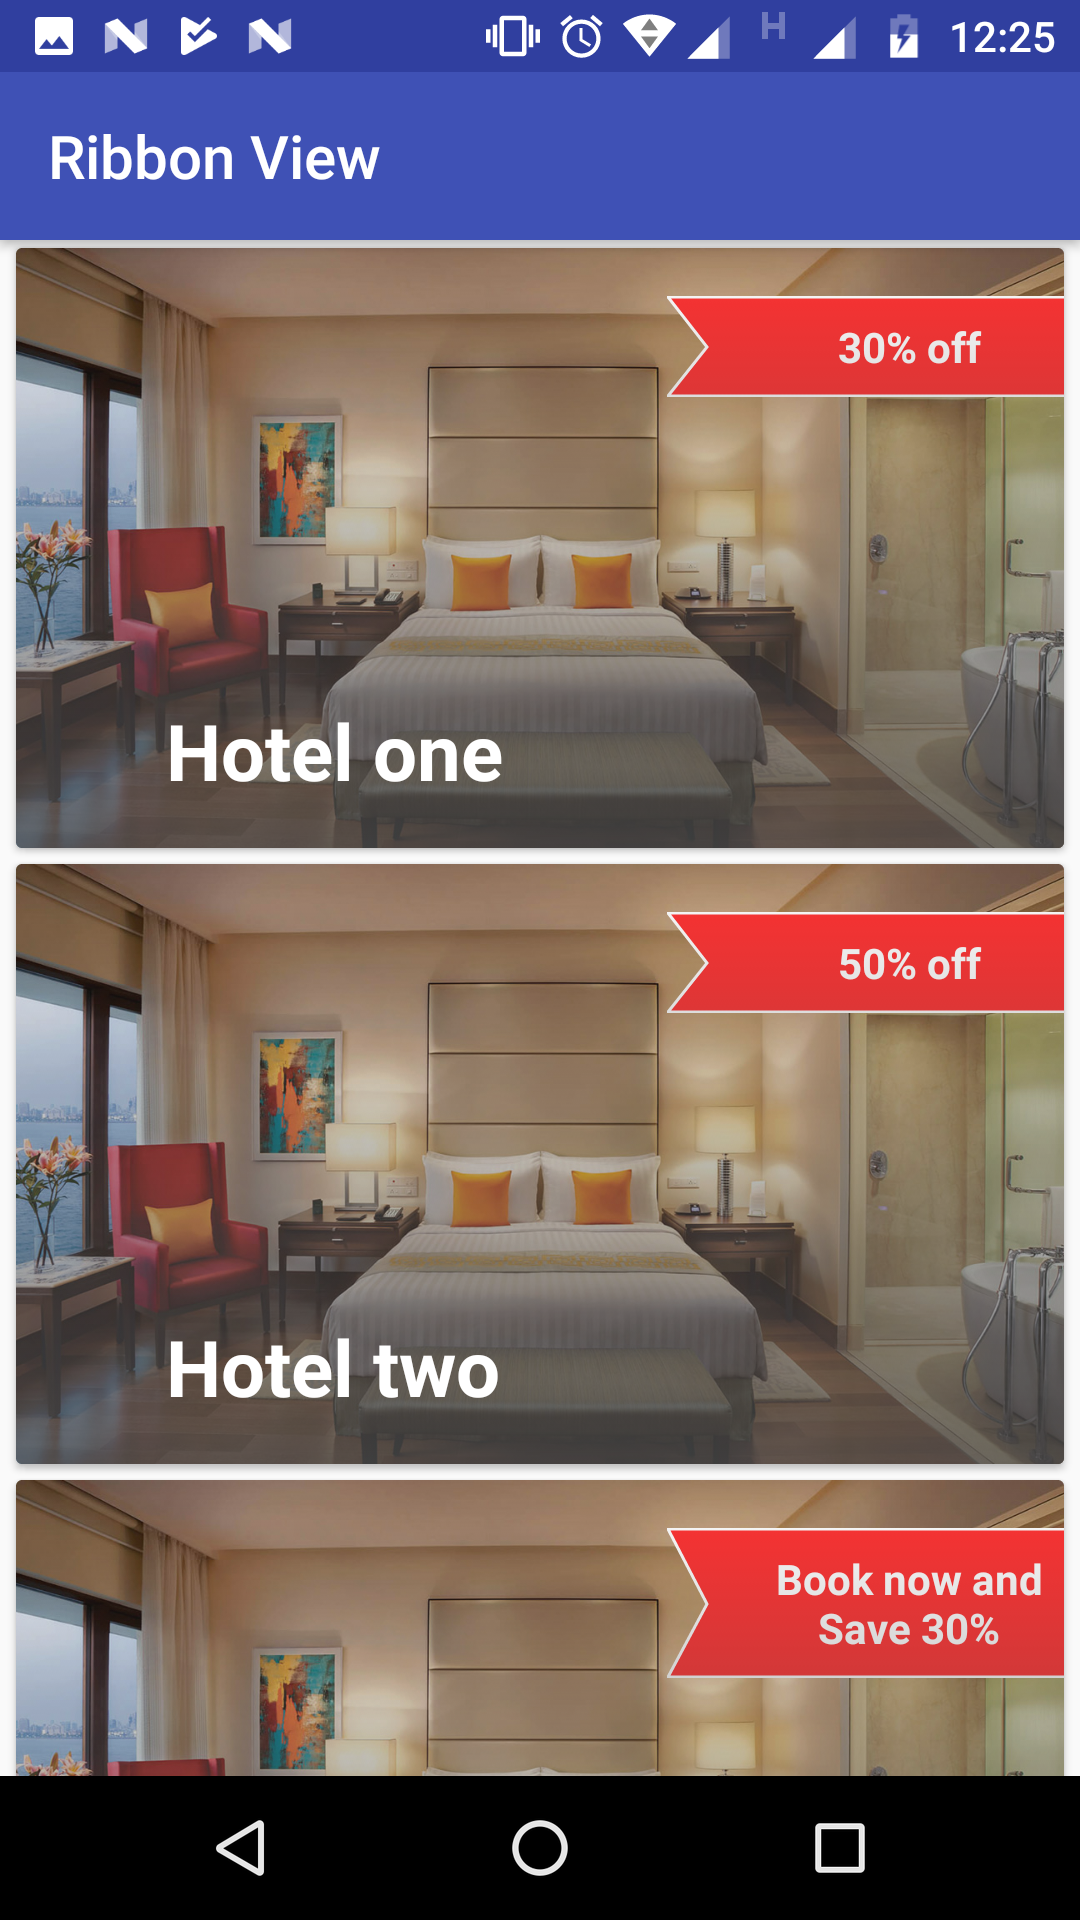 H
12:25
Ribbon View
30% off
Hotel one
50% off
Hotel two
Book now and
Save 30%